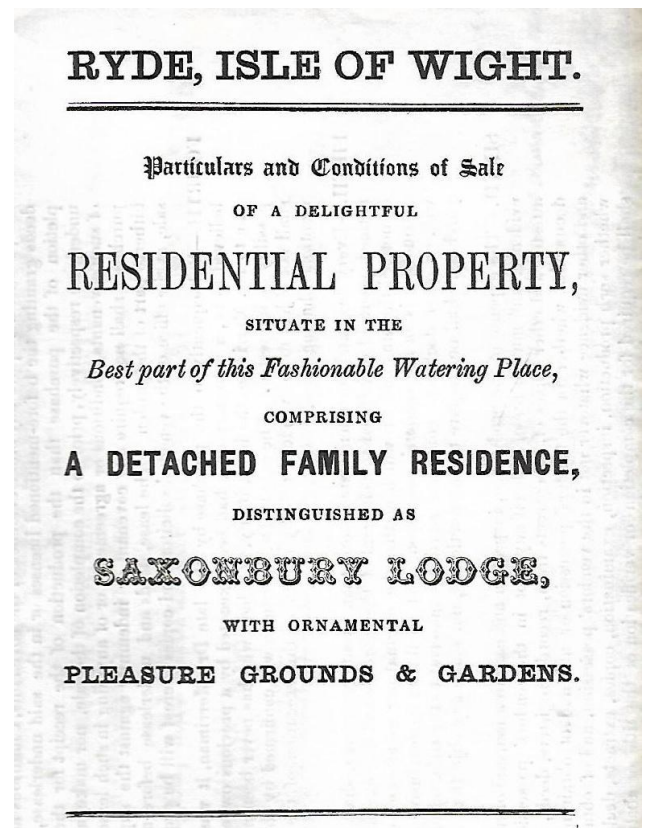 RYDE, ISLE OF WIGHT.
Particulars and Conditions of Sale
OF A DELIGHTFUL
RESIDENTIAL PROPERTY,
SITUATE IN THE
Best part of this Fashionable Watering Place,
COMPRISING
A DETACHED FAMILY RESIDENCE,
DISTINGUISHED AS
SAXONBURY LODGE,
WITH ORNAMENTAL
PLEASURE GROUNDS & GARDENS.